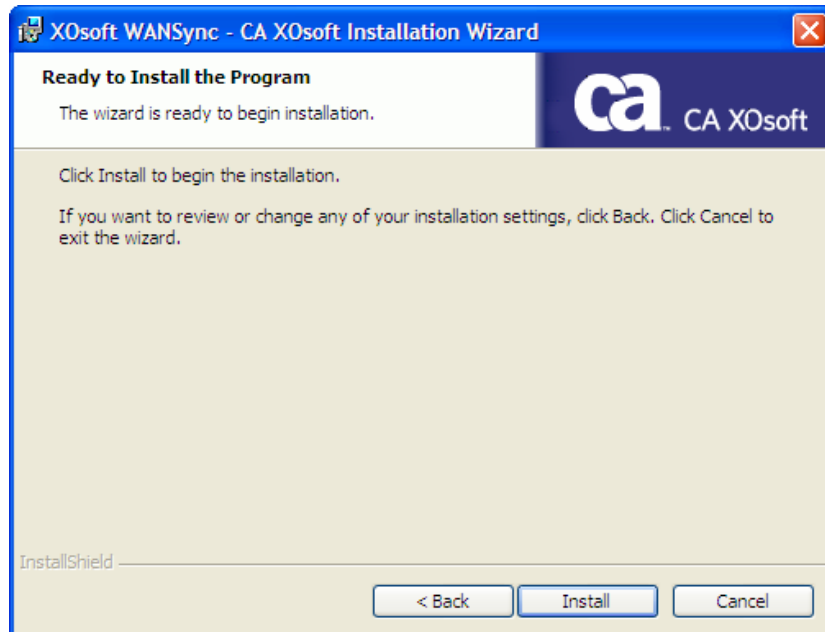 XOsoft WANSync - CA XOsoft Installation Wizard
Ready to Install the Program
The wizard is ready to begin installation.
ca™ CA XOsoft
Click Install to begin the installation.
If you want to review or change any of your installation settings, click Back. Click Cancel to
exit the wizard.
InstallShield
< Back Install Cancel